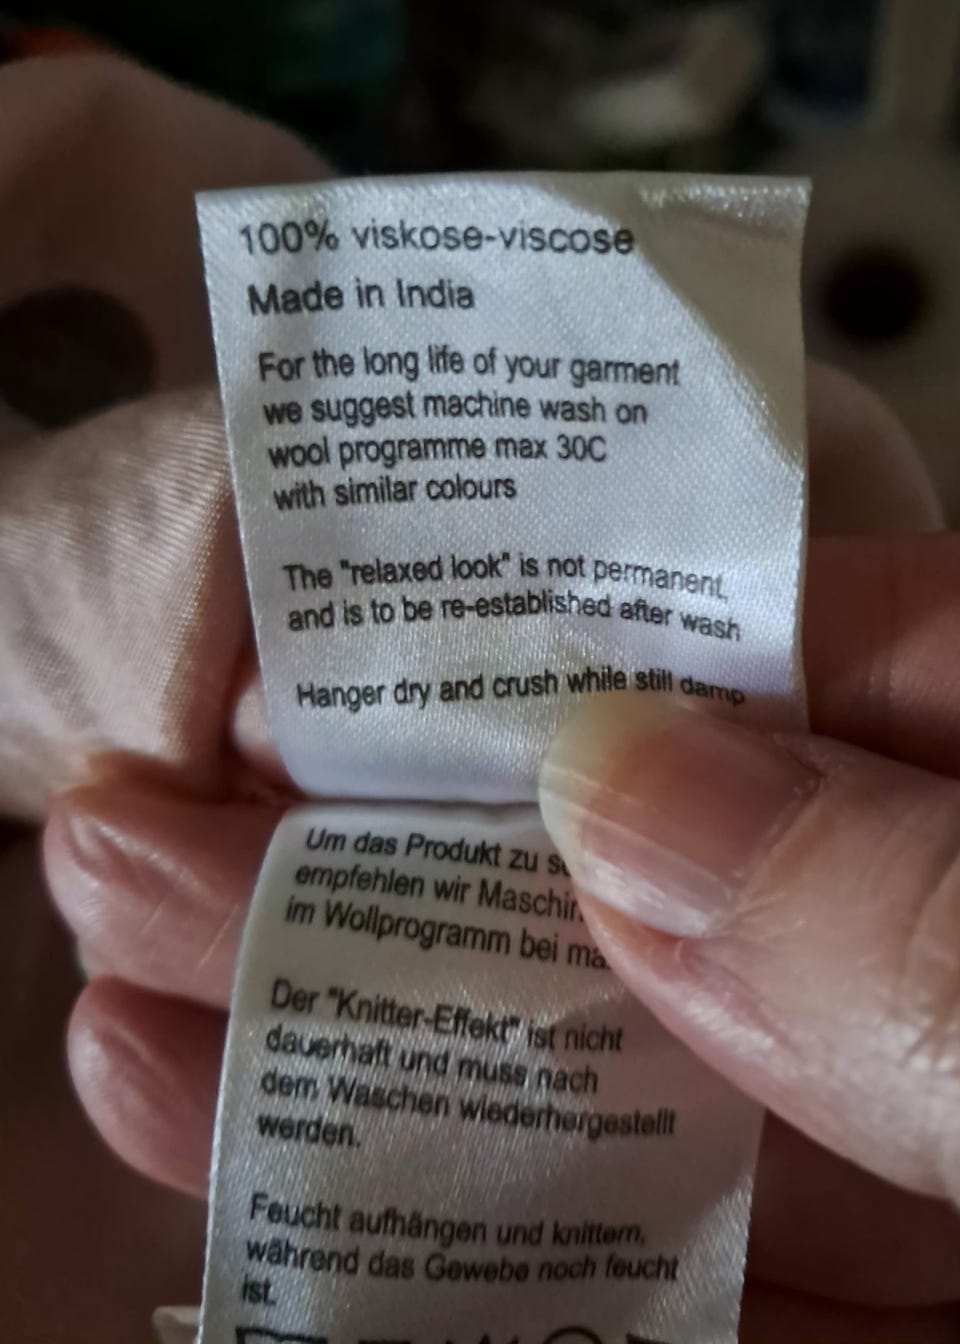 100% viskose-viscose
Made in India
For the long life of your garment
we suggest machine wash on
wool programme max 30C
with similar colours
The "relaxed look" is not permanent,
and is to be re-established after wash
Hanger dry and crush while still damp
Um das Produkt zu
empfehlen wir
im Wollprogramm bei
Der "Knitter-Effekt" ist nicht
dauerhaft und muss nach
dem Waschen wiederhergestellt
werden.
Feucht aufhängen und knittern,
während das Gewebe noch feucht
ist.